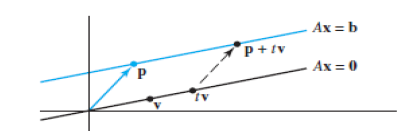 Ax = b
p + tv
p
Ax = 0
tv
v